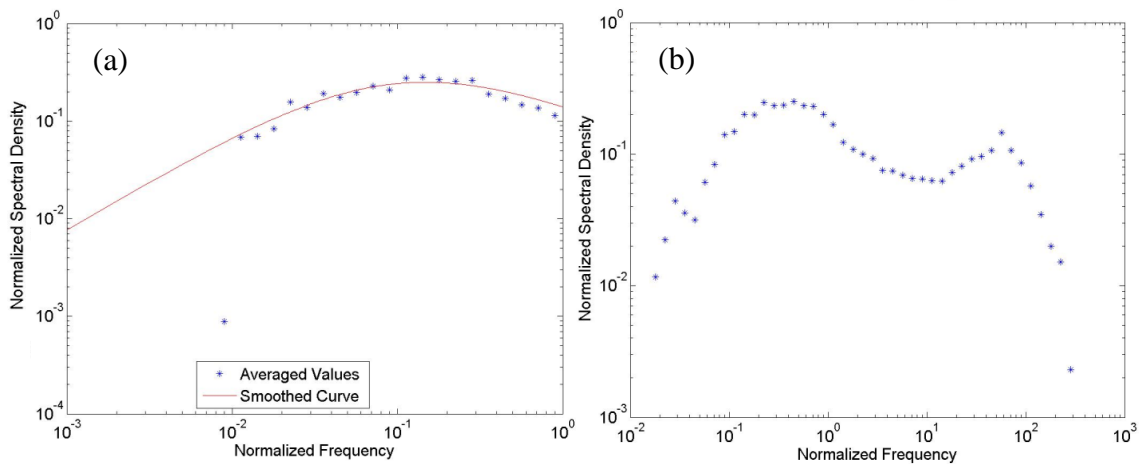 (a)
Normalized Spectral Density
10^0
10^-1
10^-2
10^-3
10^-4
10^-3
10^-2
10^-1
10^0
Normalized Frequency
Averaged Values
Smoothed Curve
(b)
Normalized Spectral Density
10^0
10^-1
10^-2
10^-3
10^-2
10^-1
10^0
10^1
10^2
10^3
Normalized Frequency